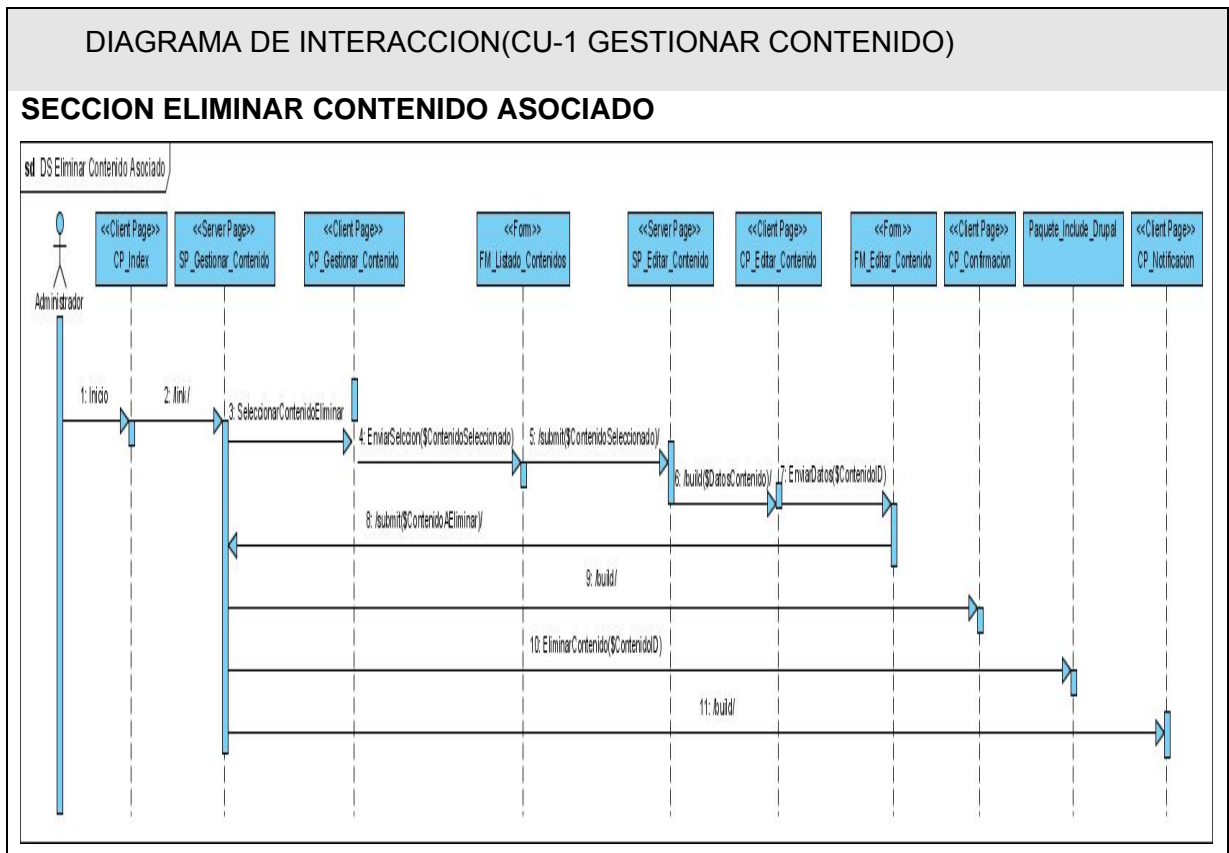 DIAGRAMA DE INTERACCION(CU-1 GESTIONAR CONTENIDO)
SECCION ELIMINAR CONTENIDO ASOCIADO
sd DS Eliminar Contenido Asociado
Administrador
<<Client Page>>
CP_Index
<<Server Page>>
SP_Gestionar_Contenido
<<Client Page>>
CP_Gestionar_Contenido
<<Form>>
FM_Listado_Contenidos
<<Server Page>>
SP_Editar_Contenido
<<Client Page>>
CP_Editar_Contenido
<<Form>>
FM_Editar_Contenido
<<Client Page>>
CP_Confirmacion
Paquete_Include_Drupal
<<Client Page>>
CP_Notificacion
1: Inicio
2: /link/
3: SeleccionarContenidoEliminar
4: EnviarSelccion($ContenidoSeleccionado)
5: /submit($ContenidoSeleccionado)/
6: /build($DatosContenido)/
7: EnviarDatos($ContenidoID)
8: /submit($ContenidoAEliminar)/
9: /build/
10: EliminarContenido($ContenidoID)
11: /build/